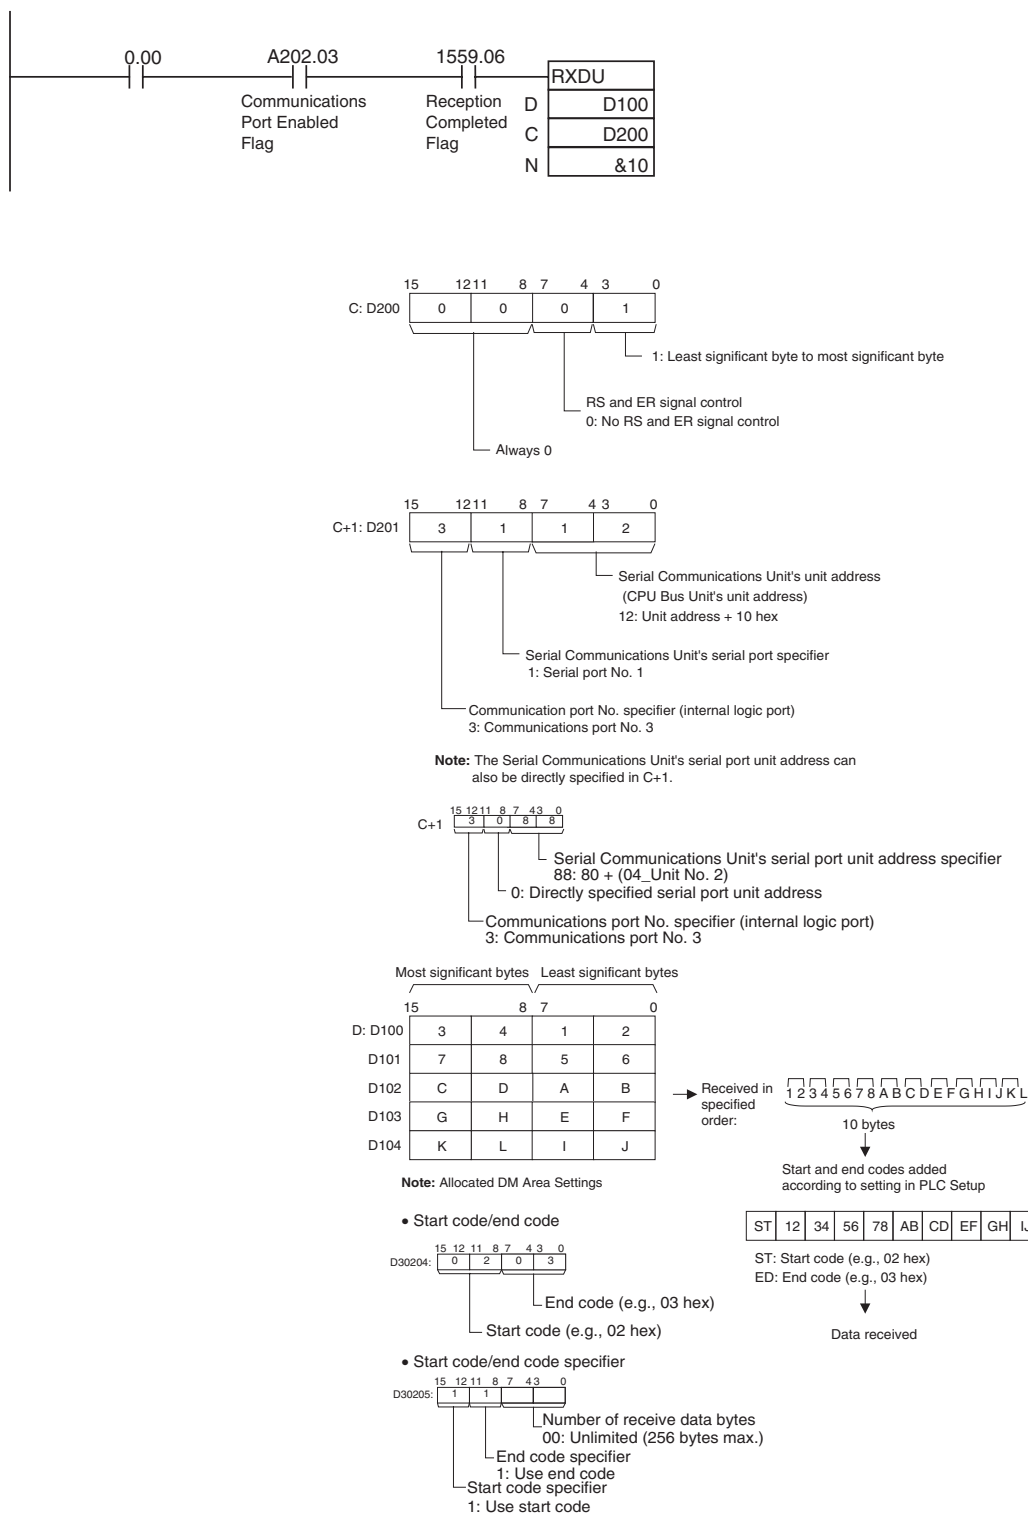 0.00 A202.03 1559.06
RXDU
Communications Port Enabled Flag
Reception Completed Flag
D D100
C D200
N &10
15 12 11 8 7 4 3 0
C: D200 0 0 0 1
1: Least significant byte to most significant byte
RS and ER signal control
0: No RS and ER signal control
Always 0
15 12 11 8 7 4 3 0
C+1: D201 3 1 1 2
Serial Communications Unit's unit address
(CPU Bus Unit's unit address)
12: Unit address + 10 hex
Serial Communications Unit's serial port specifier
1: Serial port No. 1
Communication port No. specifier (internal logic port)
3: Communications port No. 3
Note: The Serial Communications Unit's serial port unit address can
also be directly specified in C+1.
15 12 11 8 7 4 3 0
C+1 3 0 8 8
Serial Communications Unit's serial port unit address specifier
88: 80 + (04_Unit No. 2)
0: Directly specified serial port unit address
Communications port No. specifier (internal logic port)
3: Communications port No. 3
Most significant bytes Least significant bytes
15 8 7 0
D: D100 3 4 1 2
D101 7 8 5 6
D102 C D A B
D103 G H E F
D104 K L I J
Received in
specified
order:
1 2 3 4 5 6 7 8 A B C D E F G H I J K L
10 bytes
Start and end codes added
according to setting in PLC Setup
ST 12 34 56 78 AB CD EF GH IJ
ST: Start code (e.g., 02 hex)
ED: End code (e.g., 03 hex)
Data received
Note: Allocated DM Area Settings
• Start code/end code
15 12 11 8 7 4 3 0
D30204: 0 2 0 3
End code (e.g., 03 hex)
Start code (e.g., 02 hex)
• Start code/end code specifier
15 12 11 8 7 4 3 0
D30205: 1 1
Number of receive data bytes
00: Unlimited (256 bytes max.)
End code specifier
1: Use end code
Start code specifier
1: Use start code